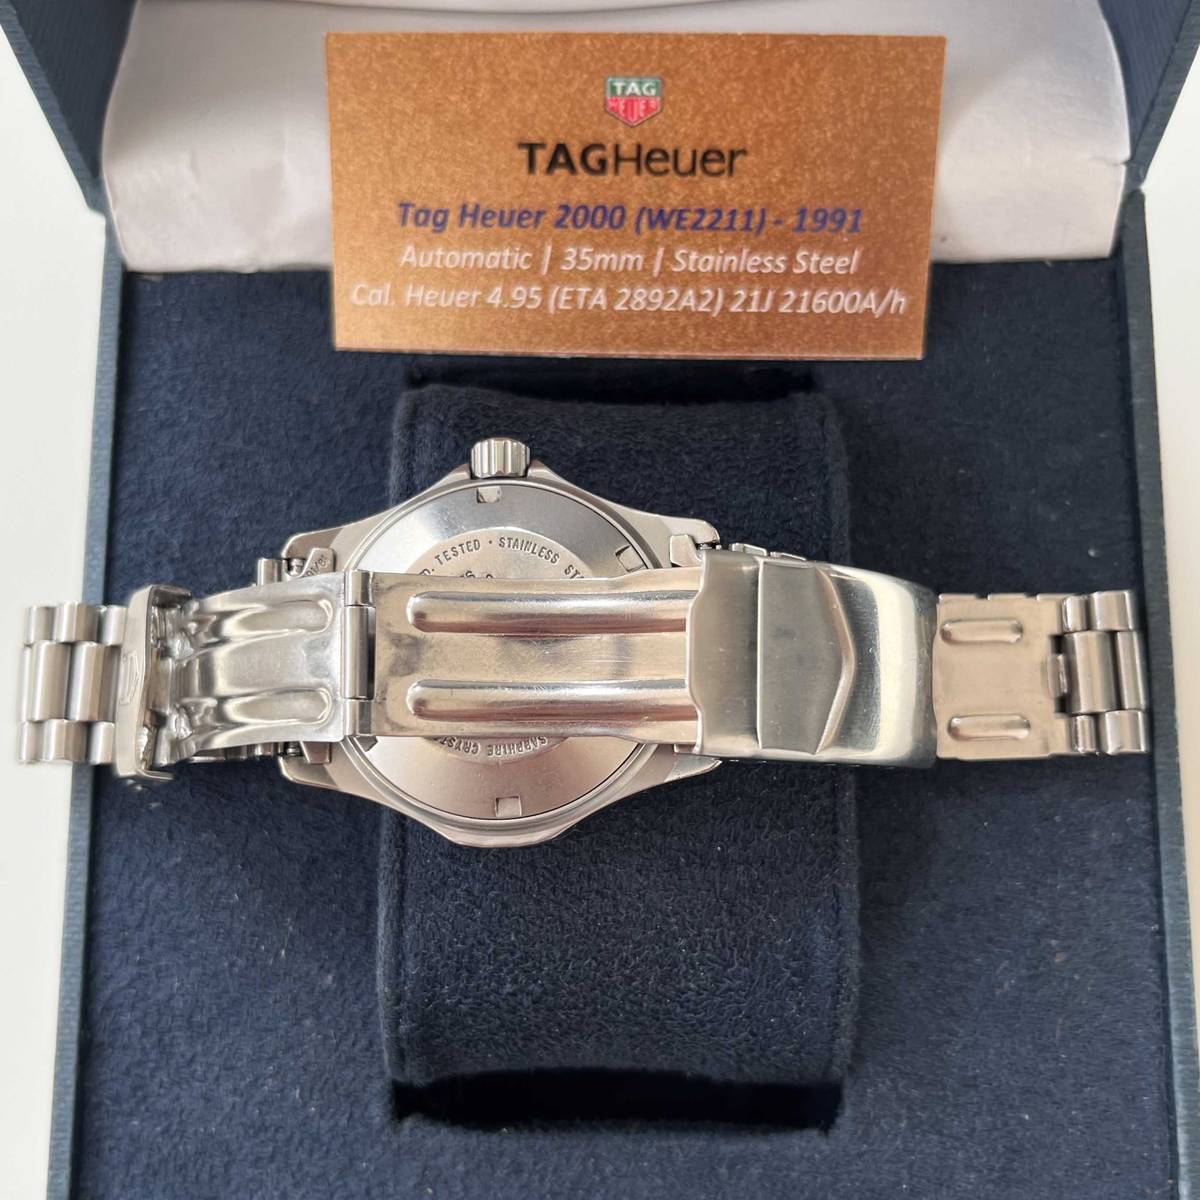 TAG
HEUER
TAGHeuer
Tag Heuer 2000 (WE2211) - 1991
Automatic | 35mm | Stainless Steel
Cal. Heuer 4.95 (ETA 2892A2) 21J 21600A/h
TESTED · STAINLESS
SAPPHIRE